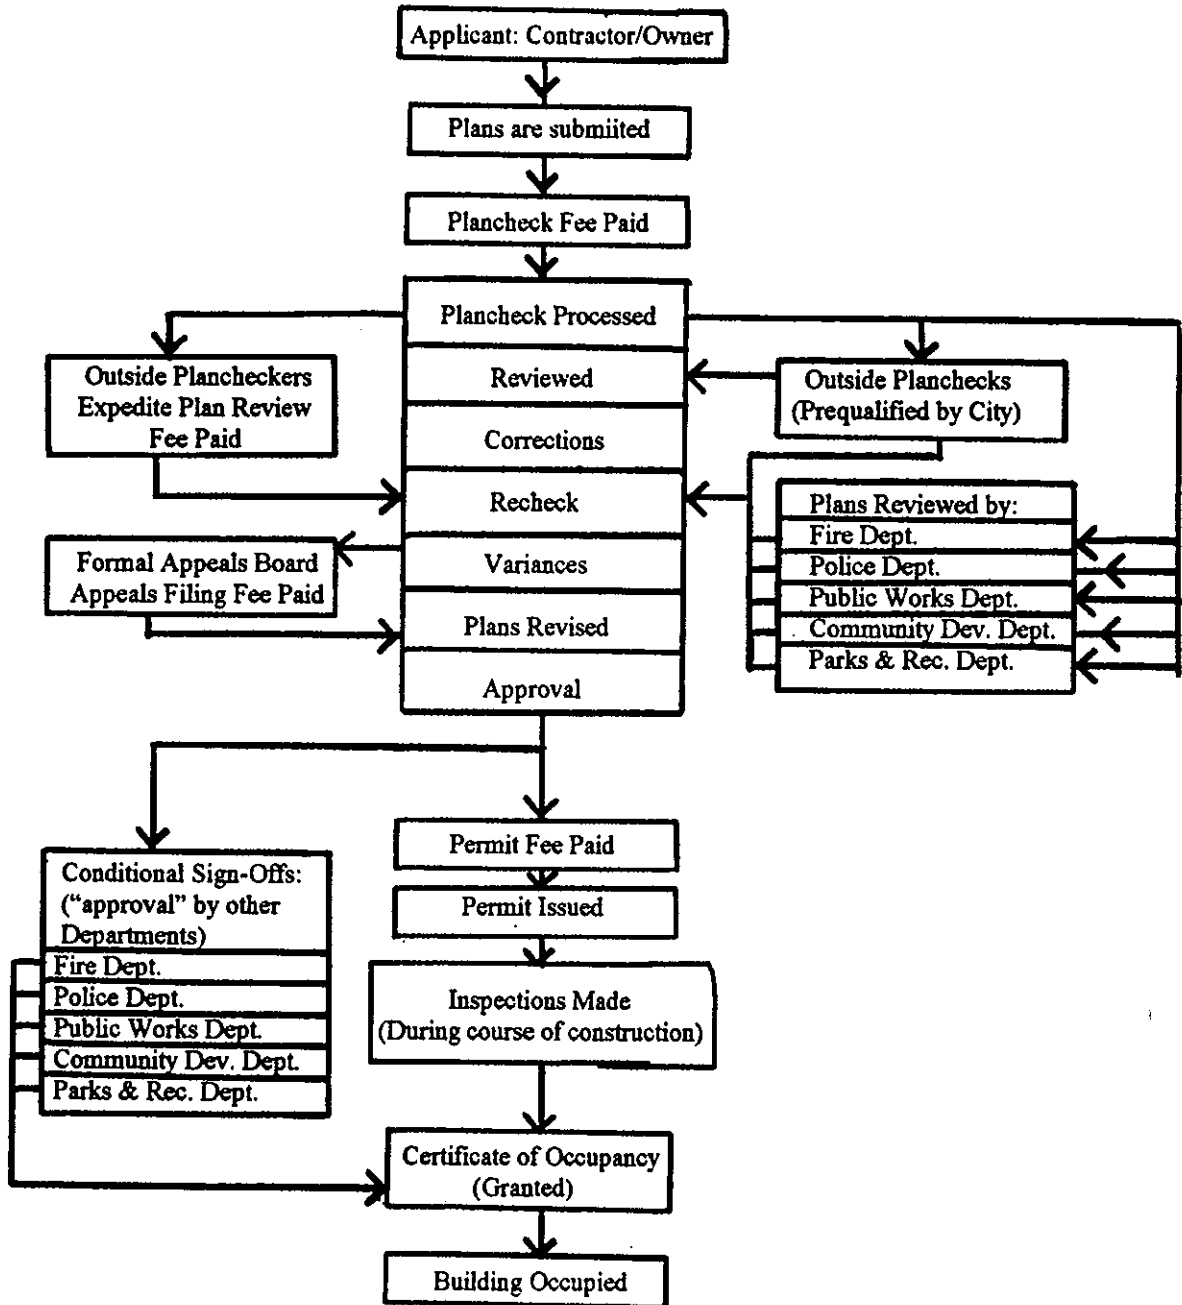 Applicant: Contractor/Owner
Plans are submiited
Plancheck Fee Paid
Plancheck Processed
Reviewed
Corrections
Recheck
Variances
Plans Revised
Approval
Outside Plancheckers
Expedite Plan Review
Fee Paid
Formal Appeals Board
Appeals Filing Fee Paid
Outside Planchecks
(Prequalified by City)
Plans Reviewed by:
Fire Dept.
Police Dept.
Public Works Dept.
Community Dev. Dept.
Parks & Rec. Dept.
Conditional Sign-Offs:
(“approval” by other
Departments)
Fire Dept.
Police Dept.
Public Works Dept.
Community Dev. Dept.
Parks & Rec. Dept.
Permit Fee Paid
Permit Issued
Inspections Made
(During course of construction)
Certificate of Occupancy
(Granted)
Building Occupied